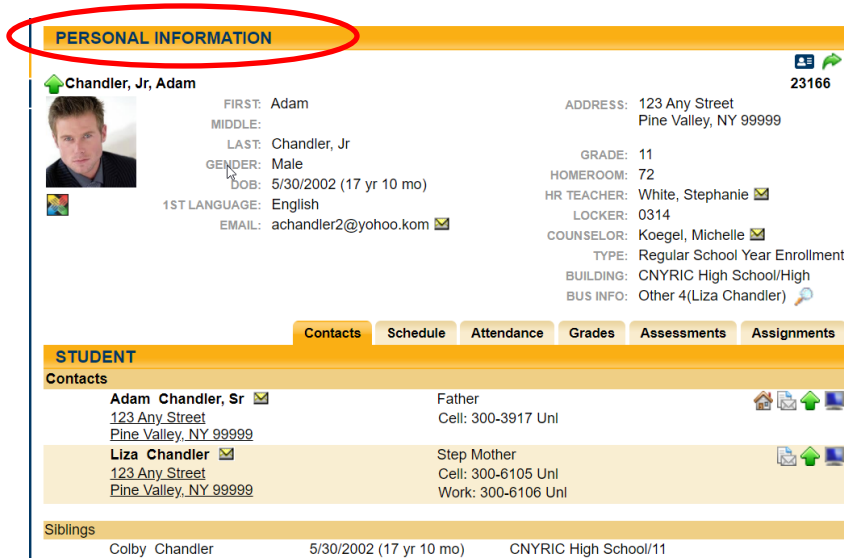 PERSONAL INFORMATION
Chandler, Jr, Adam 23166
FIRST: Adam
MIDDLE:
LAST: Chandler, Jr
GENDER: Male
DOB: 5/30/2002 (17 yr 10 mo)
1ST LANGUAGE: English
EMAIL: achandler2@yohoo.kom
ADDRESS: 123 Any Street
Pine Valley, NY 99999
GRADE: 11
HOMEROOM: 72
HR TEACHER: White, Stephanie
LOCKER: 0314
COUNSELOR: Koegel, Michelle
TYPE: Regular School Year Enrollment
BUILDING: CNYRIC High School/High
BUS INFO: Other 4(Liza Chandler)
Contacts Schedule Attendance Grades Assessments Assignments
STUDENT
Contacts
Adam Chandler, Sr Father
123 Any Street Cell: 300-3917 Unl
Pine Valley, NY 99999
Liza Chandler Step Mother
123 Any Street Cell: 300-6105 Unl
Pine Valley, NY 99999 Work: 300-6106 Unl
Siblings
Colby Chandler 5/30/2002 (17 yr 10 mo) CNYRIC High School/11